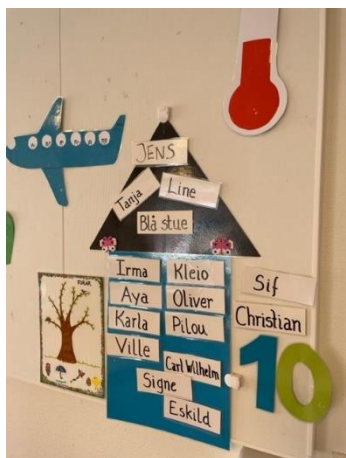 JENS
Tanja
Line
Blå stue
Irma
Kleio
Aya
Oliver
Karla
Pilou
Ville
Carl Wilhelm
Signe
Eskild
Sif
Christian
10